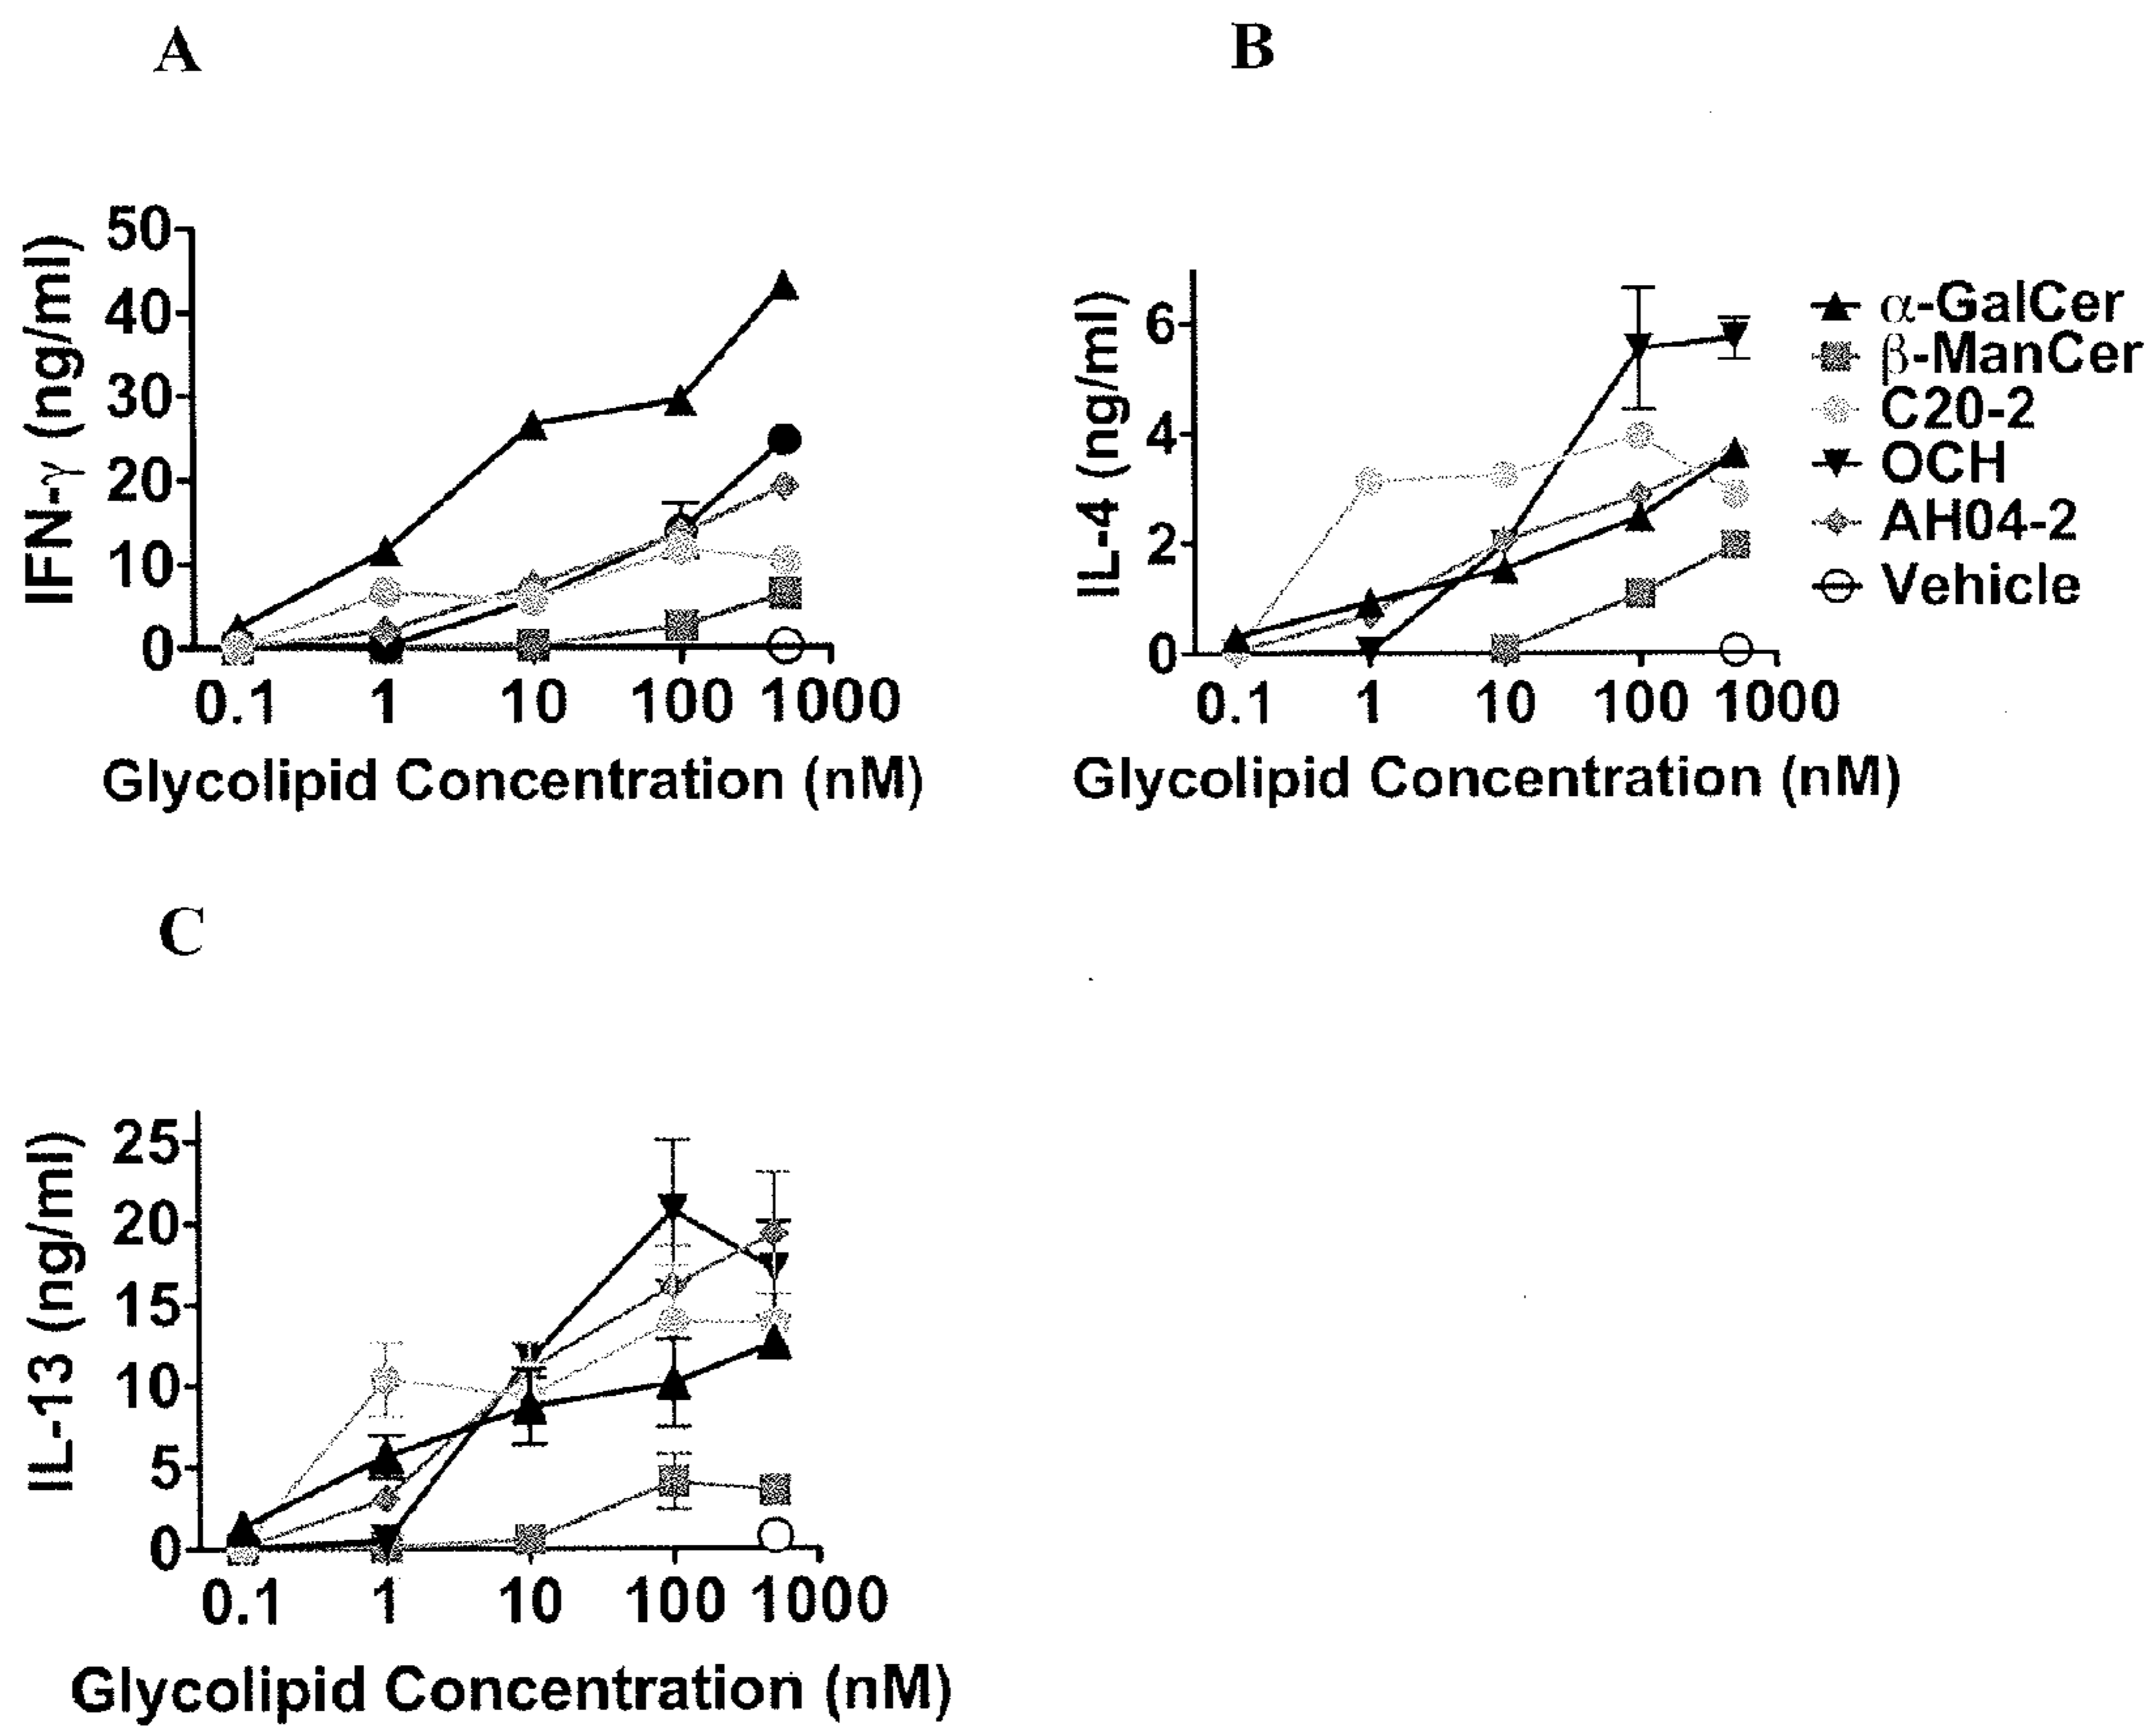 A
IFN-γ (ng/ml)
50
40
30
20
10
0
0.1 1 10 100 1000
Glycolipid Concentration (nM)
B
IL-4 (ng/ml)
6
4
2
0
0.1 1 10 100 1000
Glycolipid Concentration (nM)
α-GalCer
β-ManCer
C20-2
OCH
AH04-2
Vehicle
C
IL-13 (ng/ml)
25
20
15
10
5
0
0.1 1 10 100 1000
Glycolipid Concentration (nM)